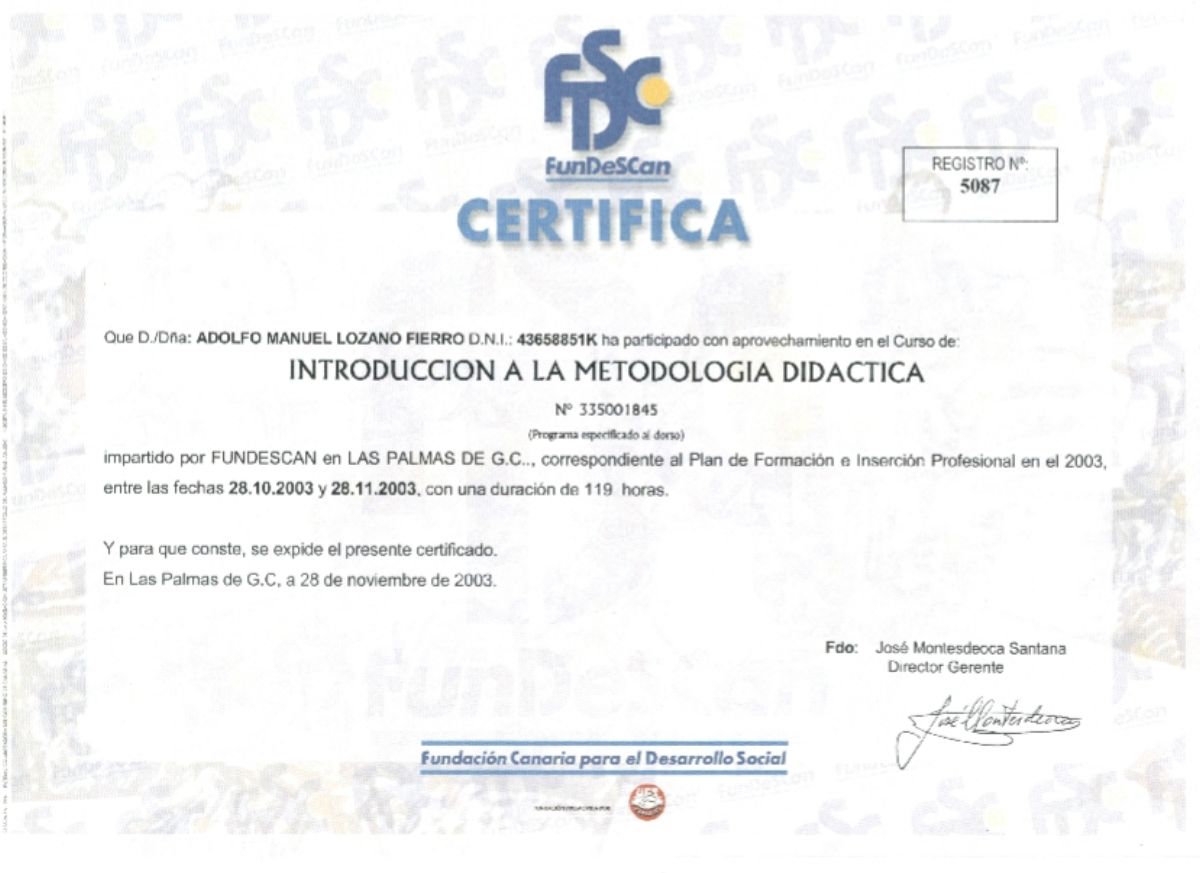 FunDeSCan
CERTIFICA
REGISTRO Nº:
5087
Que D./Dña: ADOLFO MANUEL LOZANO FIERRO D.N.I.: 43658851K ha participado con aprovechamiento en el Curso de:
INTRODUCCION A LA METODOLOGIA DIDACTICA
Nº 335001845
(Programa especificado al dorso)
impartido por FUNDESCAN en LAS PALMAS DE G.C.., correspondiente al Plan de Formación e Inserción Profesional en el 2003,
entre las fechas 28.10.2003 y 28.11.2003, con una duración de 119 horas.
Y para que conste, se expide el presente certificado.
En Las Palmas de G.C, a 28 de noviembre de 2003.
Fdo: José Montesdeoca Santana
Director Gerente
José Montesdeoca
Fundación Canaria para el Desarrollo Social